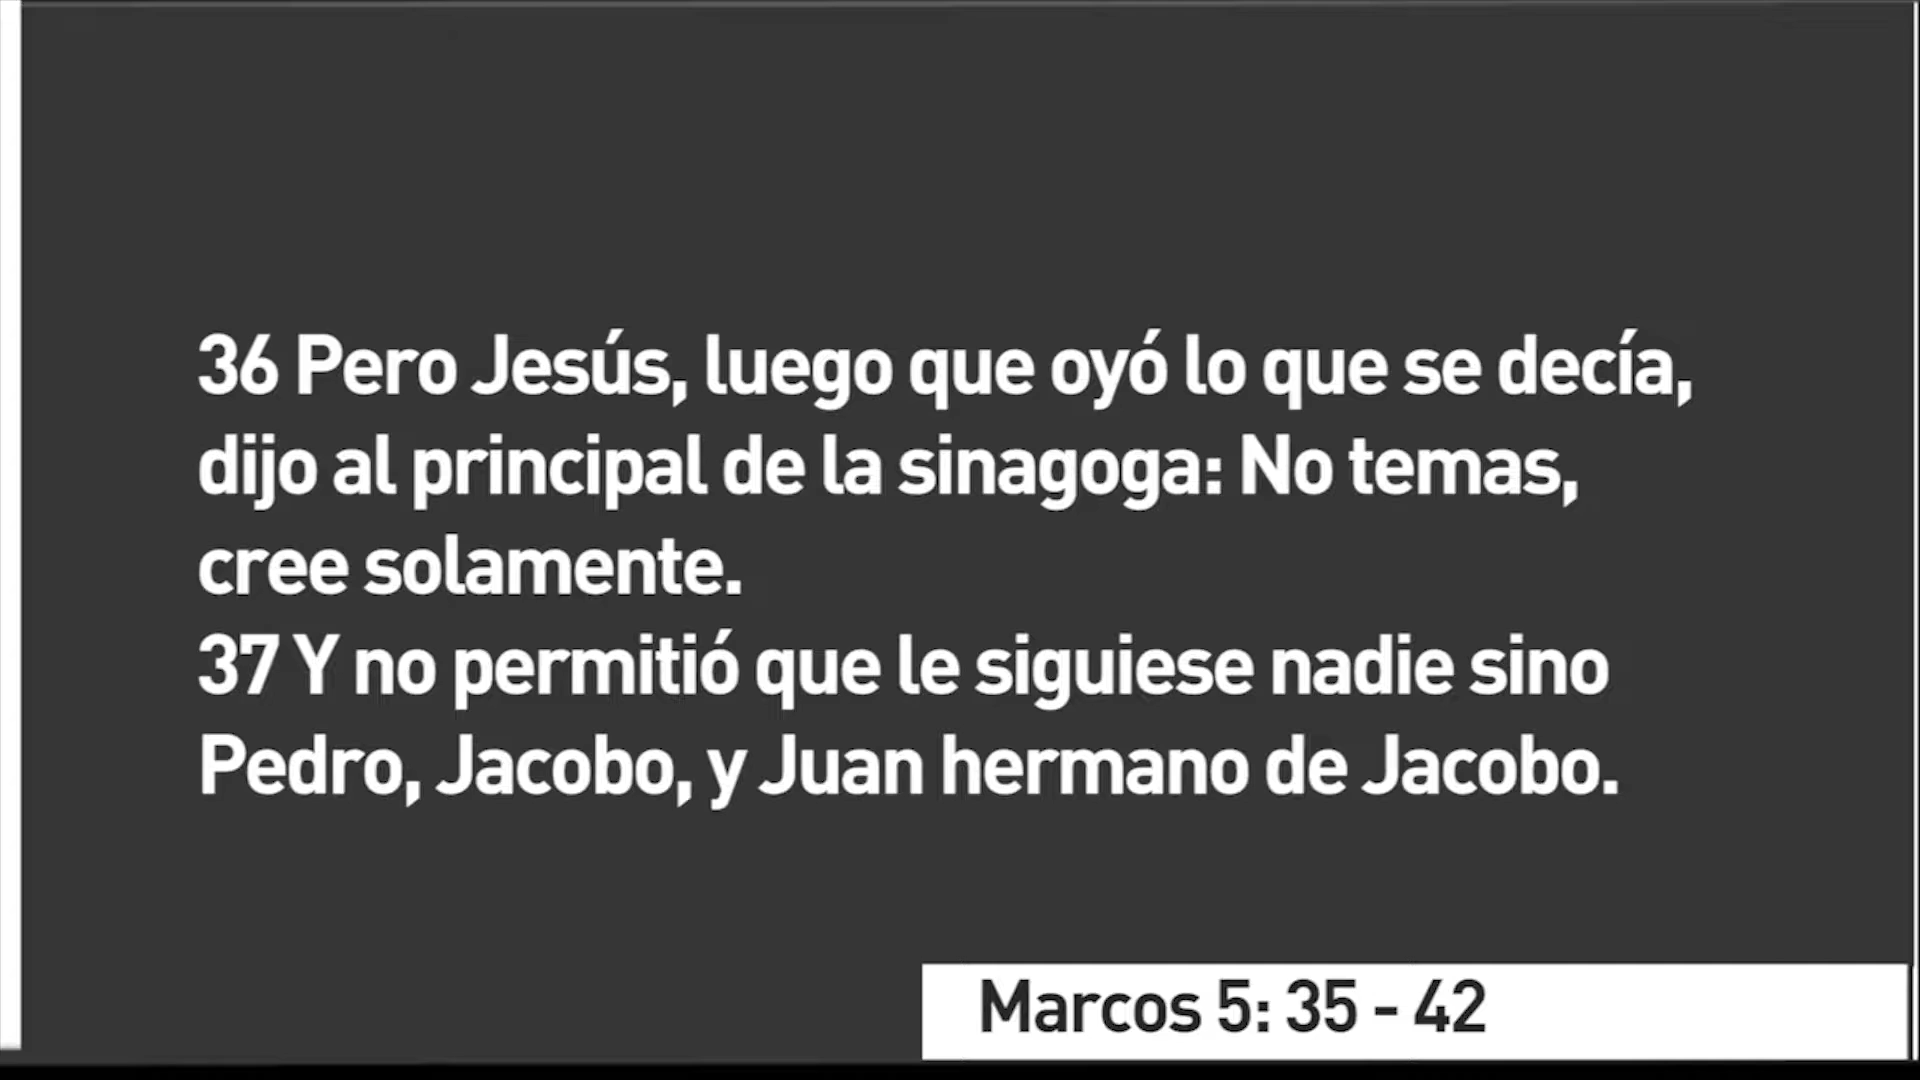 36 Pero Jesús, luego que oyó lo que se decía,
dijo al principal de la sinagoga: No temas,
cree solamente.
37 Y no permitió que le siguiese nadie sino
Pedro, Jacobo, y Juan hermano de Jacobo.
Marcos 5: 35 - 42